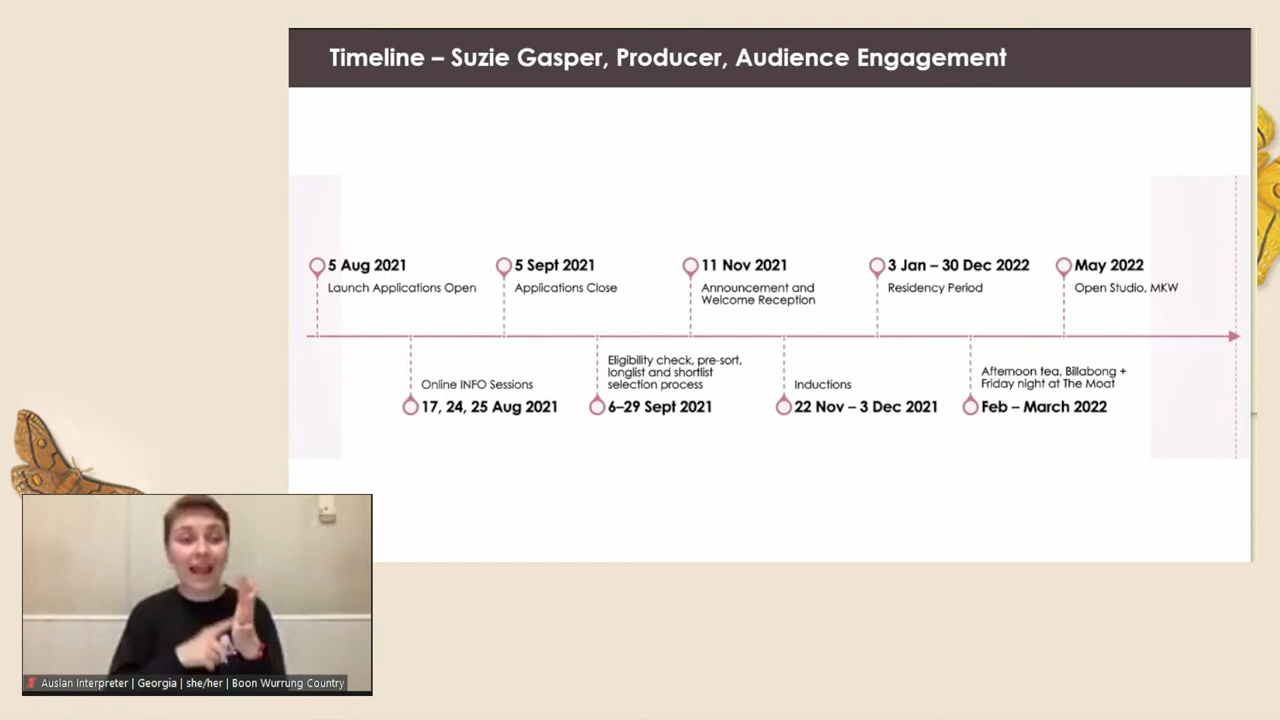 Timeline – Suzie Gasper, Producer, Audience Engagement
5 Aug 2021
Launch Applications Open
5 Sept 2021
Applications Close
11 Nov 2021
Announcement and
Welcome Reception
3 Jan – 30 Dec 2022
Residency Period
May 2022
Open Studio, MKW
Online INFO Sessions
17, 24, 25 Aug 2021
Eligibility check, pre-sort,
longlist and shortlist
selection process
6–29 Sept 2021
Inductions
22 Nov – 3 Dec 2021
Afternoon tea, Billabong +
Friday night at The Moat
Feb – March 2022
Auslan Interpreter | Georgia | she/her | Boon Wurrung Country